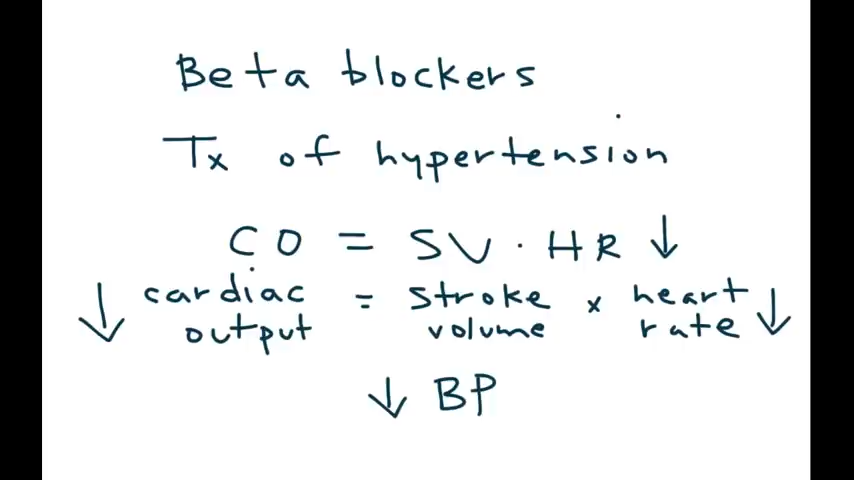 Beta blockers
Tx of hypertension
CO = SV · HR ↓
↓ cardiac output = stroke volume × heart rate ↓
↓ BP